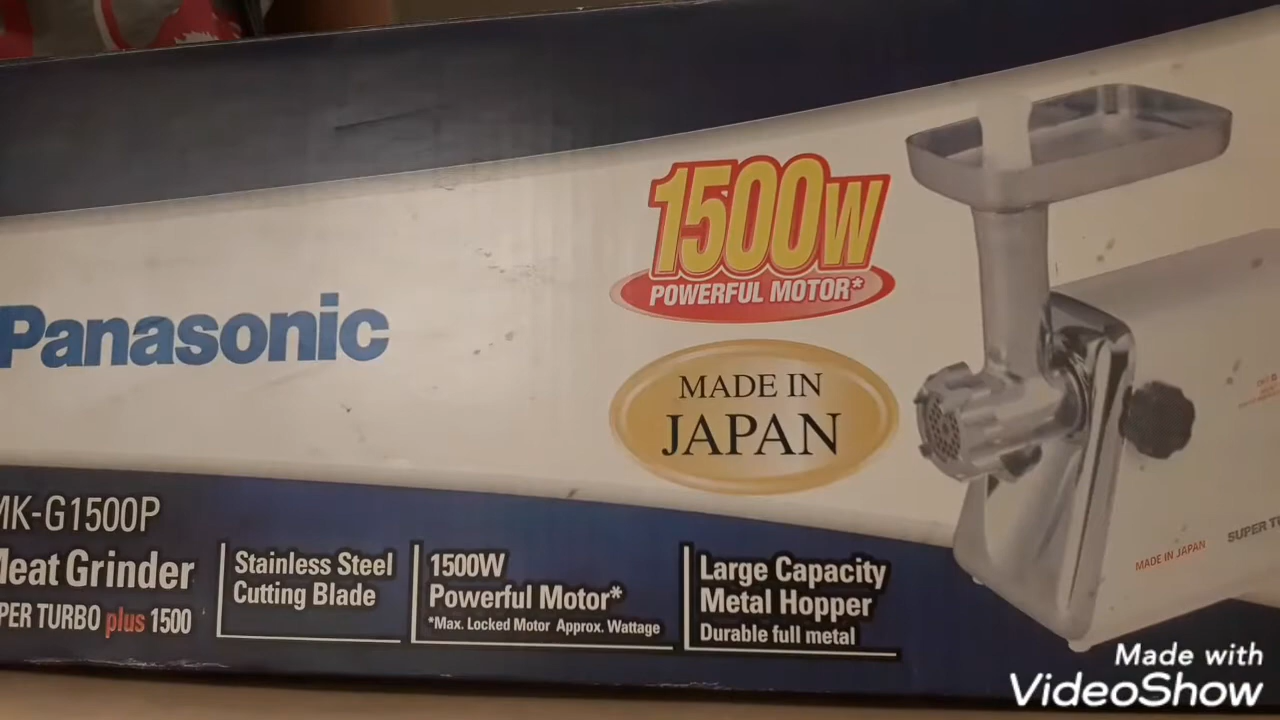 1500W
POWERFUL MOTOR*
Panasonic
MADE IN
JAPAN
MK-G1500P
Meat Grinder
PER TURBO plus 1500
Stainless Steel
Cutting Blade
1500W
Powerful Motor*
*Max. Locked Motor Approx. Wattage
Large Capacity
Metal Hopper
Durable full metal
MADE IN JAPAN
SUPER TU
Made with
VideoShow